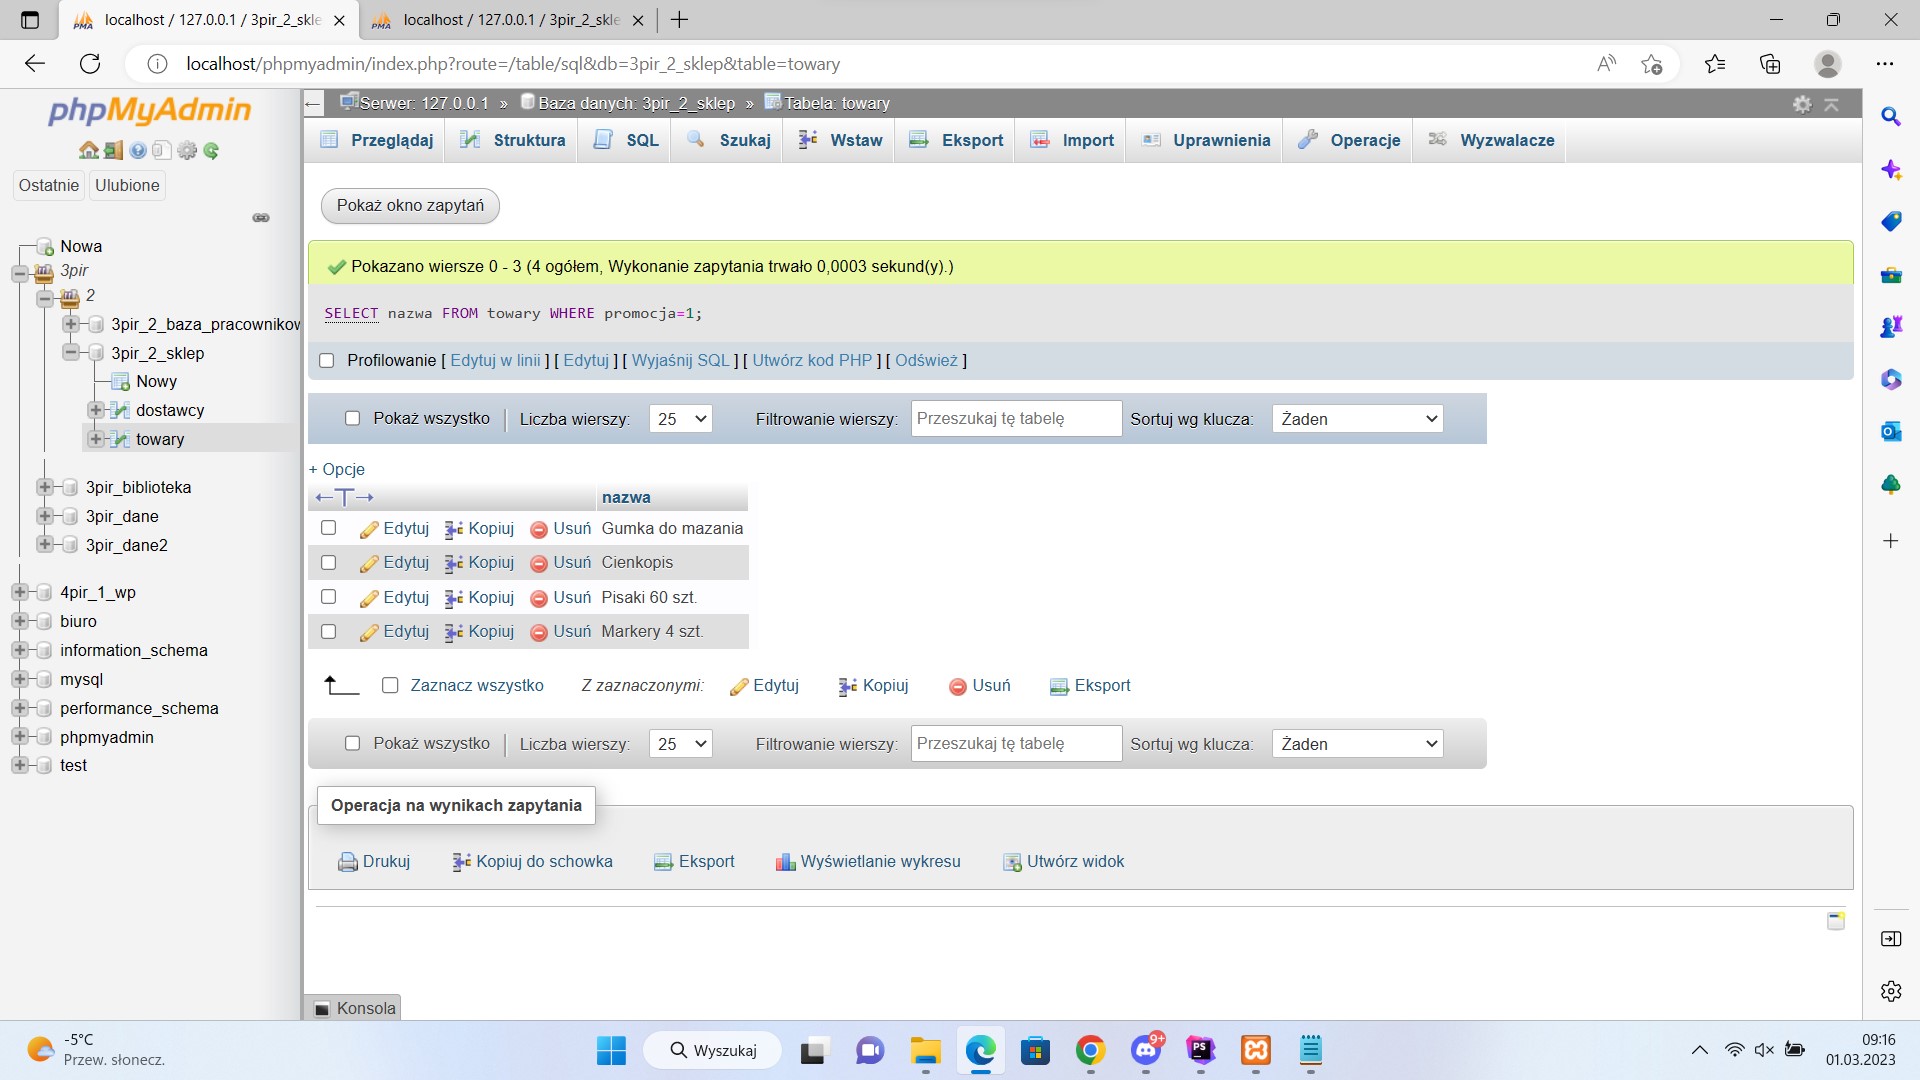 localhost / 127.0.0.1 / 3pir_2_skle
localhost / 127.0.0.1 / 3pir_2_skle
localhost/phpmyadmin/index.php?route=/table/sql&db=3pir_2_sklep&table=towary
phpMyAdmin
Ostatnie Ulubione
Nowa
3pir
2
3pir_2_baza_pracownikow
3pir_2_sklep
Nowy
dostawcy
towary
3pir_biblioteka
3pir_dane
3pir_dane2
4pir_1_wp
biuro
information_schema
mysql
performance_schema
phpmyadmin
test
Serwer: 127.0.0.1 » Baza danych: 3pir_2_sklep » Tabela: towary
Przeglądaj Struktura SQL Szukaj Wstaw Eksport Import Uprawnienia Operacje Wyzwalacze
Pokaż okno zapytań
Pokazano wiersze 0 - 3 (4 ogółem, Wykonanie zapytania trwało 0,0003 sekund(y).)
SELECT nazwa FROM towary WHERE promocja=1;
Profilowanie [ Edytuj w linii ] [ Edytuj ] [ Wyjaśnij SQL ] [ Utwórz kod PHP ] [ Odśwież ]
Pokaż wszystko Liczba wierszy: 25 Filtrowanie wierszy: Przeszukaj tę tabelę Sortuj wg klucza: Żaden
+ Opcje
←T→ nazwa
Edytuj Kopiuj Usuń Gumka do mazania
Edytuj Kopiuj Usuń Cienkopis
Edytuj Kopiuj Usuń Pisaki 60 szt.
Edytuj Kopiuj Usuń Markery 4 szt.
Zaznacz wszystko Z zaznaczonymi: Edytuj Kopiuj Usuń Eksport
Pokaż wszystko Liczba wierszy: 25 Filtrowanie wierszy: Przeszukaj tę tabelę Sortuj wg klucza: Żaden
Operacja na wynikach zapytania
Drukuj Kopiuj do schowka Eksport Wyświetlanie wykresu Utwórz widok
Konsola
-5°C
Przew. słonecz.
Wyszukaj
9+
PS
09:16
01.03.2023